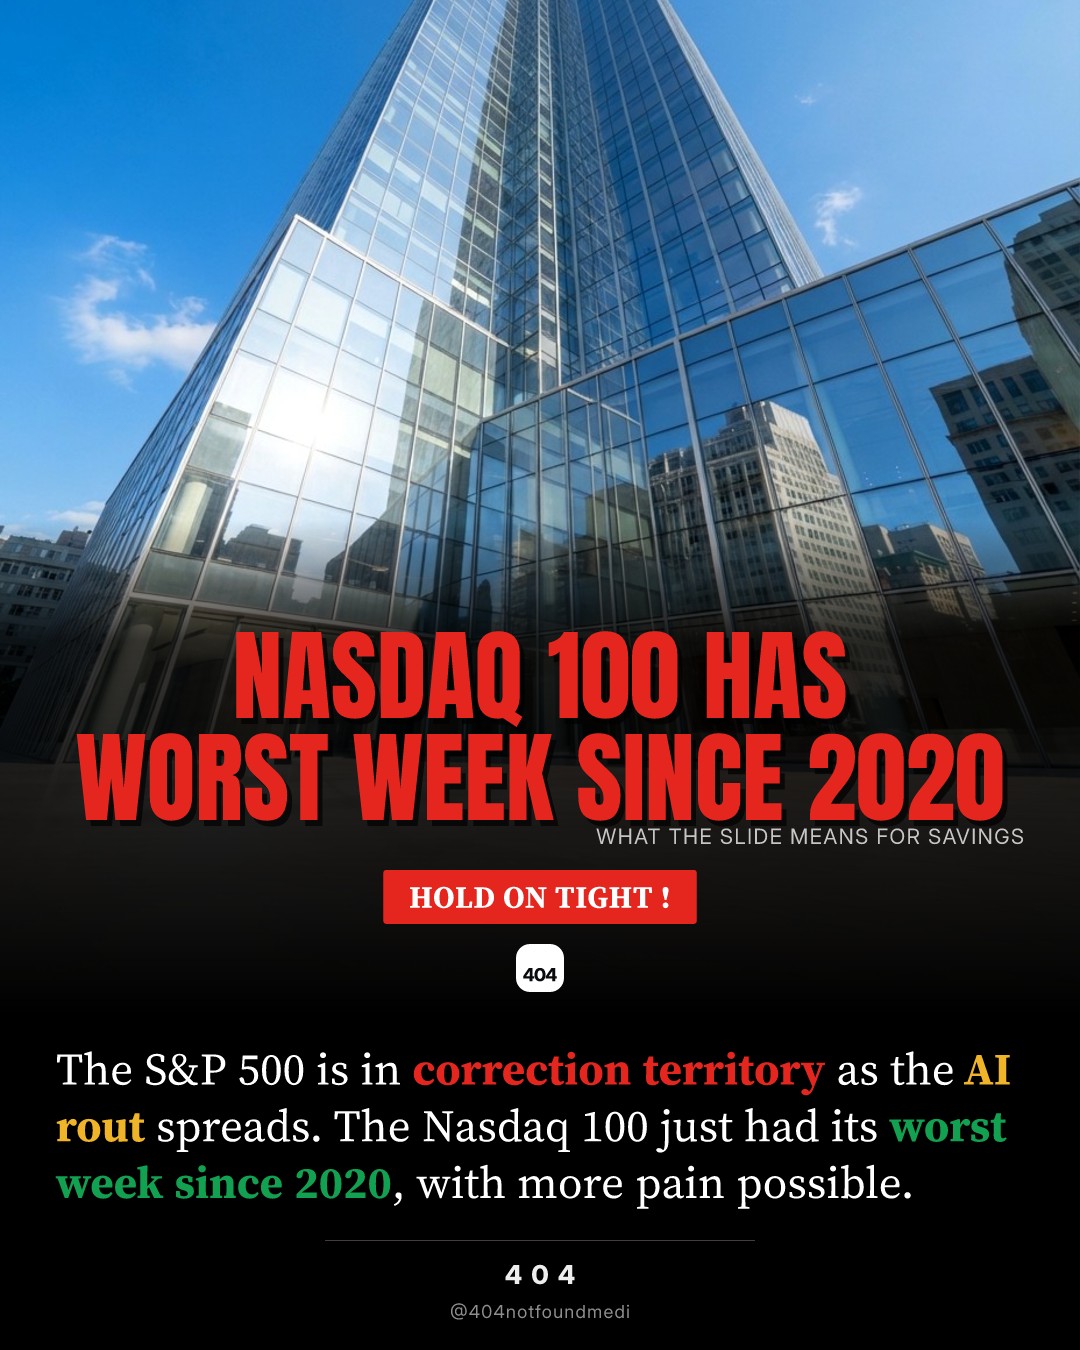 NASDAQ 100 HAS
WORST WEEK SINCE 2020
WHAT THE SLIDE MEANS FOR SAVINGS
HOLD ON TIGHT !
404
The S&P 500 is in correction territory as the AI
rout spreads. The Nasdaq 100 just had its worst
week since 2020, with more pain possible.
404
@404notfoundmedi